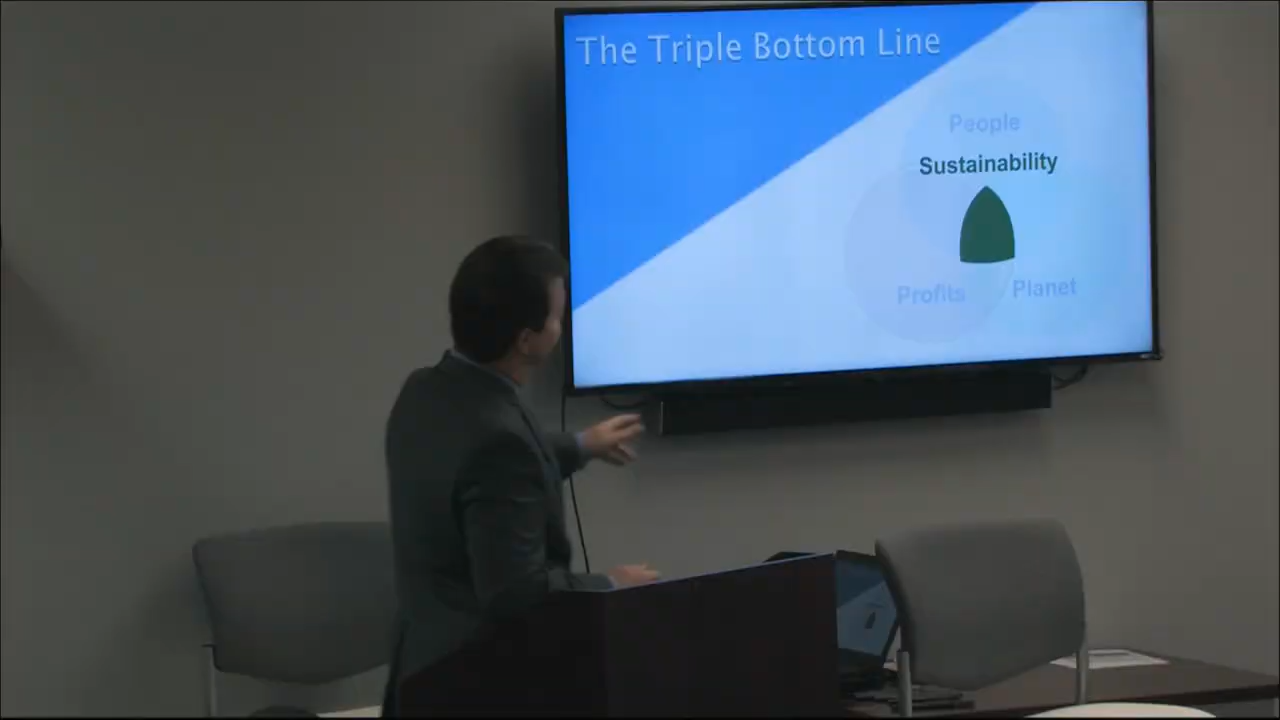 The Triple Bottom Line
People
Sustainability
Profits
Planet